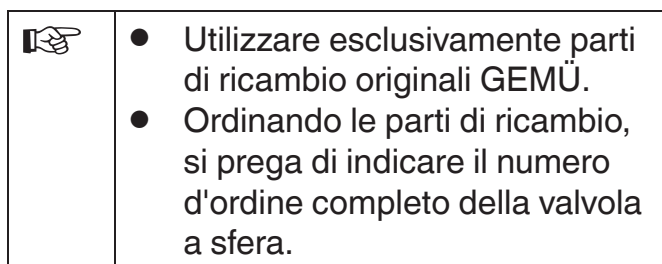 ☞ ● Utilizzare esclusivamente parti
di ricambio originali GEMÜ.
● Ordinando le parti di ricambio,
si prega di indicare il numero
d'ordine completo della valvola
a sfera.